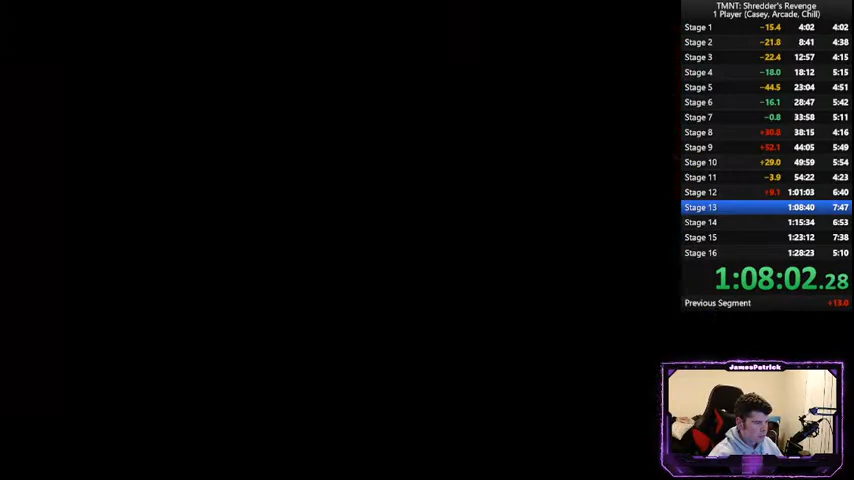 TMNT: Shredder's Revenge
1 Player (Casey, Arcade, Chill)
Stage 1 −15.4 4:02 4:02
Stage 2 −21.8 8:41 4:38
Stage 3 −22.4 12:57 4:15
Stage 4 −18.0 18:12 5:15
Stage 5 −44.5 23:04 4:51
Stage 6 −16.1 28:47 5:42
Stage 7 −0.8 33:58 5:11
Stage 8 +30.8 38:15 4:16
Stage 9 +52.1 44:05 5:49
Stage 10 +29.0 49:59 5:54
Stage 11 −3.9 54:22 4:23
Stage 12 +9.1 1:01:03 6:40
Stage 13 1:08:40 7:47
Stage 14 1:15:34 6:53
Stage 15 1:23:12 7:38
Stage 16 1:28:23 5:10
1:08:02.28
Previous Segment +13.0
JamesPatrick